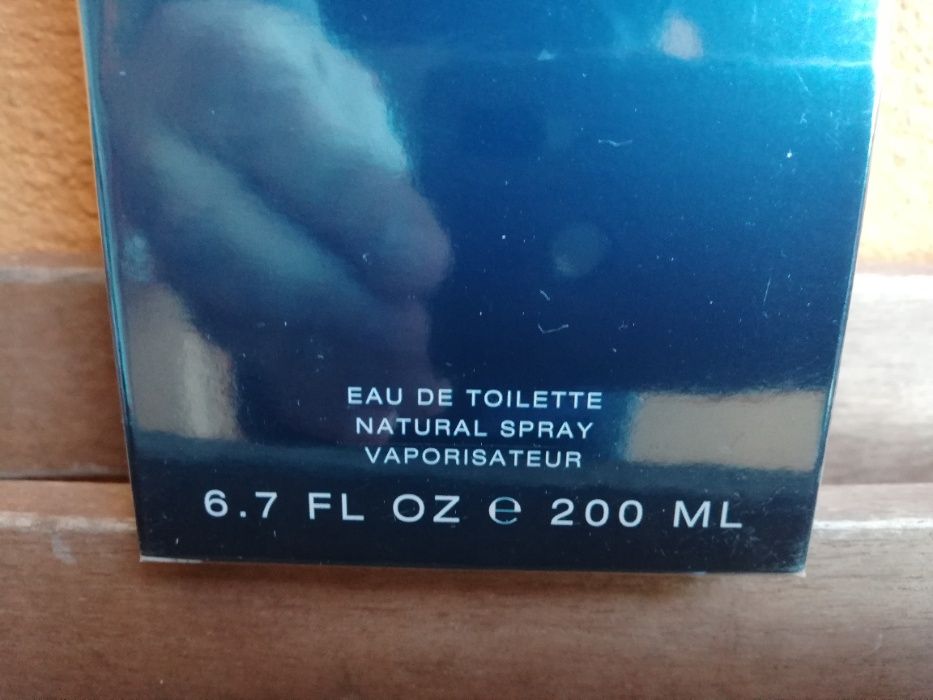 EAU DE TOILETTE
NATURAL SPRAY
VAPORISATEUR
6.7 FL OZ ℮ 200 ML